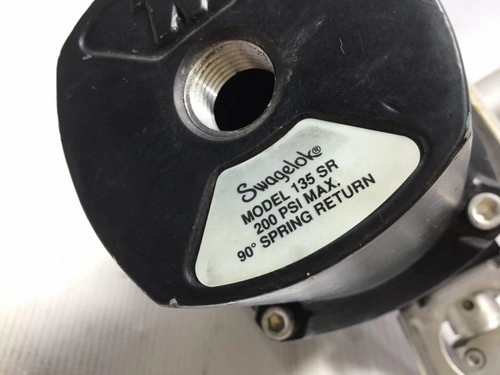 Swagelok®
MODEL 135 SR
200 PSI MAX.
90° SPRING RETURN